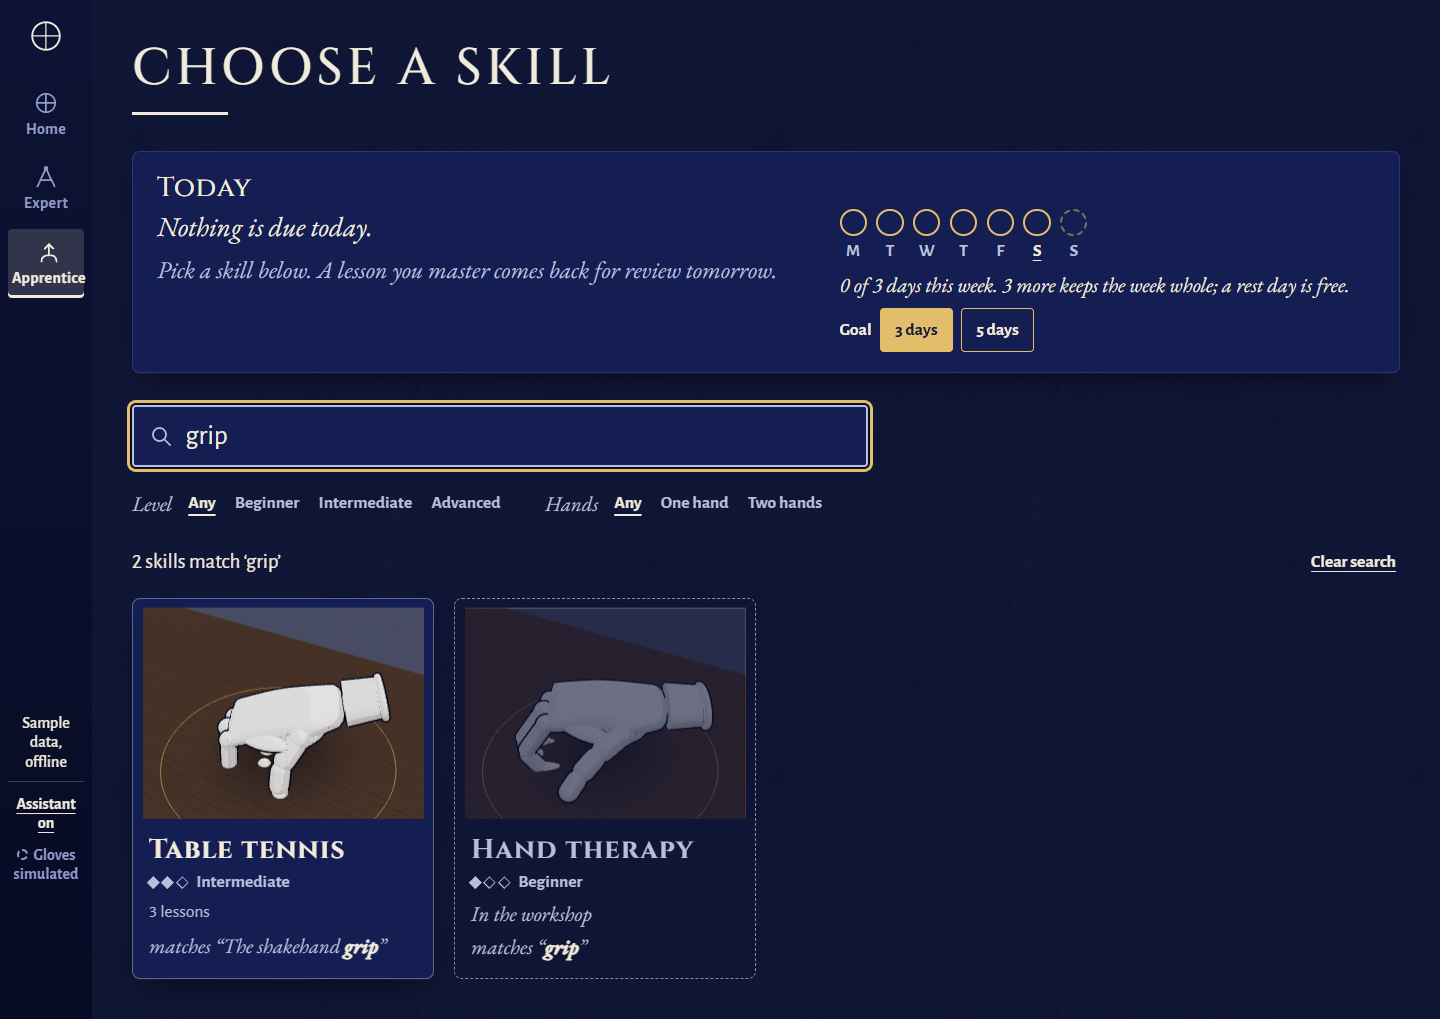 CHOOSE A SKILL
Home
Expert
Apprentice
Sample
data,
offline
Assistant
on
Gloves
simulated
TODAY
Nothing is due today.
Pick a skill below. A lesson you master comes back for review tomorrow.
M T W T F S S
0 of 3 days this week. 3 more keeps the week whole; a rest day is free.
Goal 3 days 5 days
grip
Level Any Beginner Intermediate Advanced Hands Any One hand Two hands
2 skills match ‘grip’ Clear search
TABLE TENNIS
Intermediate
3 lessons
matches “The shakehand grip”
HAND THERAPY
Beginner
In the workshop
matches “grip”